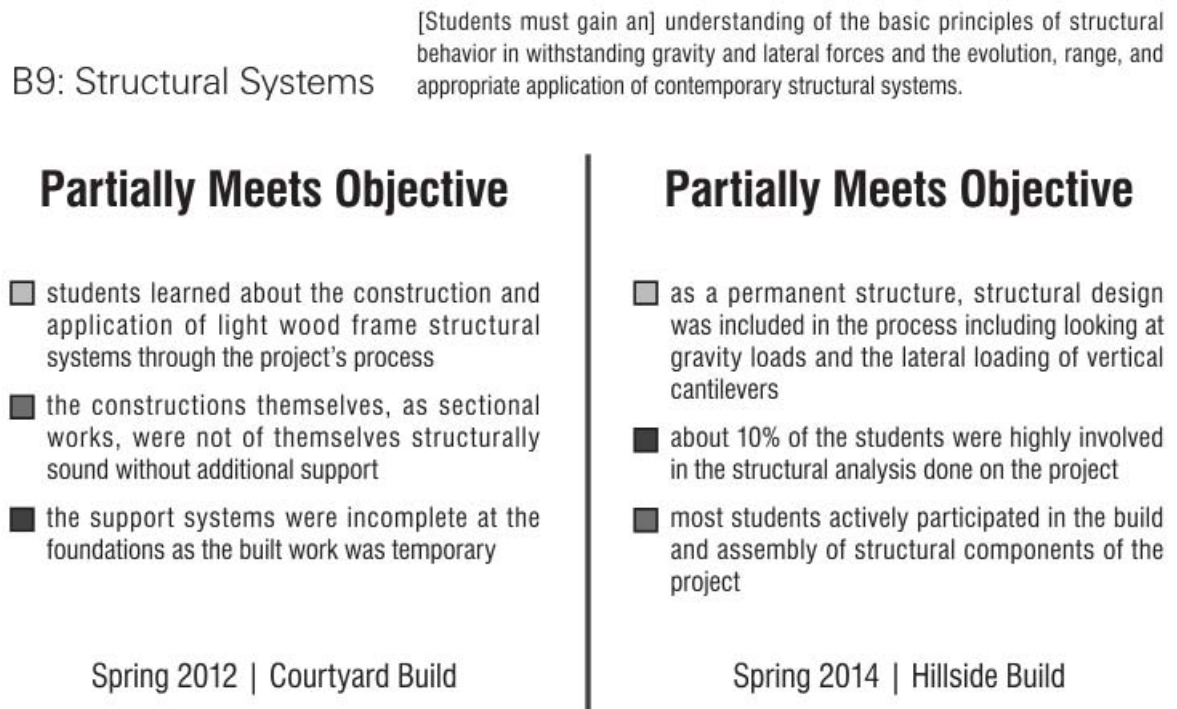 [Students must gain an] understanding of the basic principles of structural
behavior in withstanding gravity and lateral forces and the evolution, range, and
appropriate application of contemporary structural systems.
B9: Structural Systems
Partially Meets Objective
students learned about the construction and
application of light wood frame structural
systems through the project's process
the constructions themselves, as sectional
works, were not of themselves structurally
sound without additional support
the support systems were incomplete at the
foundations as the built work was temporary
Spring 2012 | Courtyard Build
Partially Meets Objective
as a permanent structure, structural design
was included in the process including looking at
gravity loads and the lateral loading of vertical
cantilevers
about 10% of the students were highly involved
in the structural analysis done on the project
most students actively participated in the build
and assembly of structural components of the
project
Spring 2014 | Hillside Build